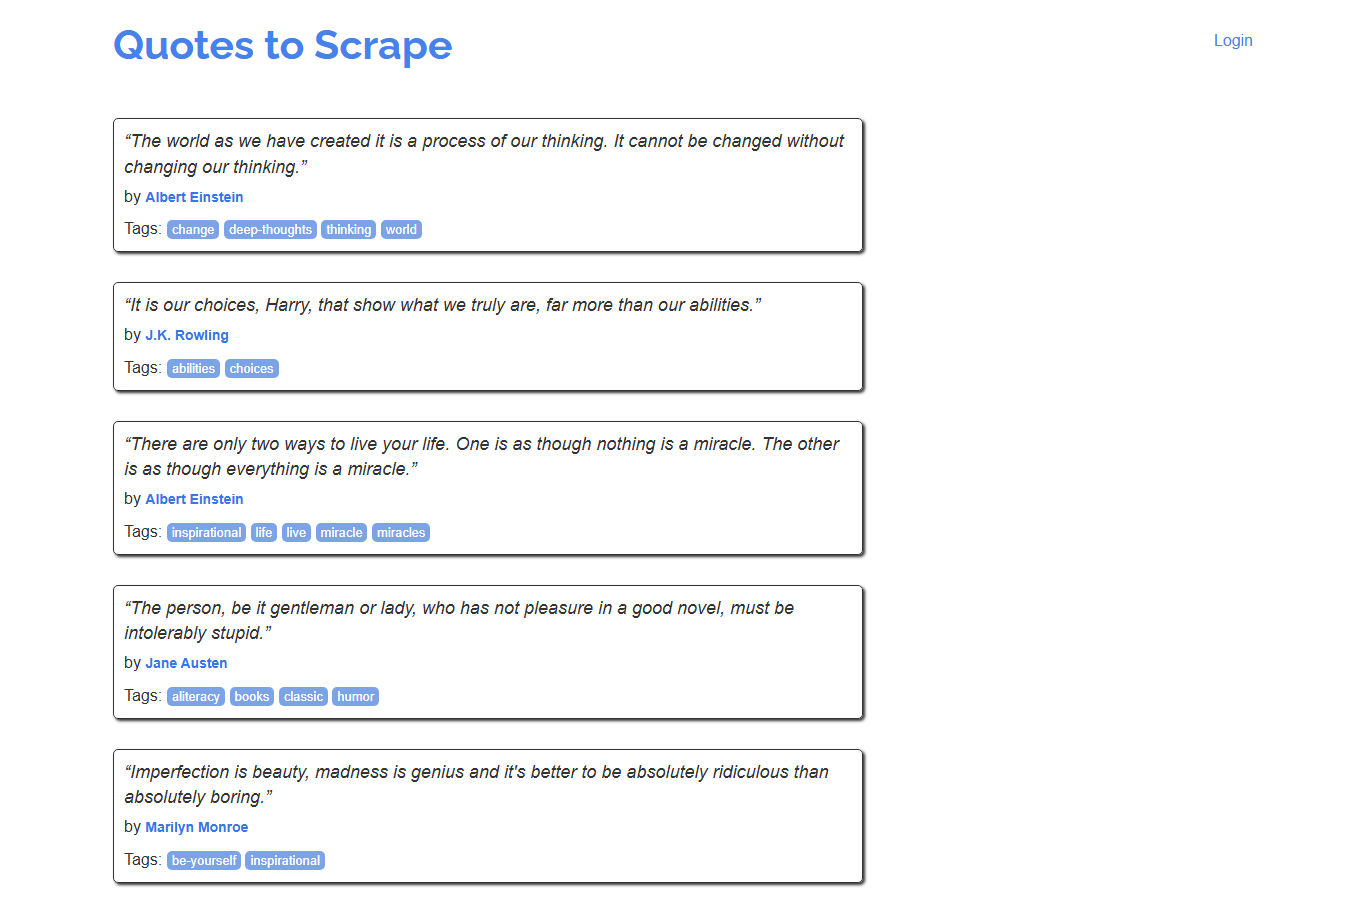 Quotes to Scrape
Login
“The world as we have created it is a process of our thinking. It cannot be changed without
changing our thinking.”
by Albert Einstein
Tags: change deep-thoughts thinking world
“It is our choices, Harry, that show what we truly are, far more than our abilities.”
by J.K. Rowling
Tags: abilities choices
“There are only two ways to live your life. One is as though nothing is a miracle. The other
is as though everything is a miracle.”
by Albert Einstein
Tags: inspirational life live miracle miracles
“The person, be it gentleman or lady, who has not pleasure in a good novel, must be
intolerably stupid.”
by Jane Austen
Tags: aliteracy books classic humor
“Imperfection is beauty, madness is genius and it's better to be absolutely ridiculous than
absolutely boring.”
by Marilyn Monroe
Tags: be-yourself inspirational